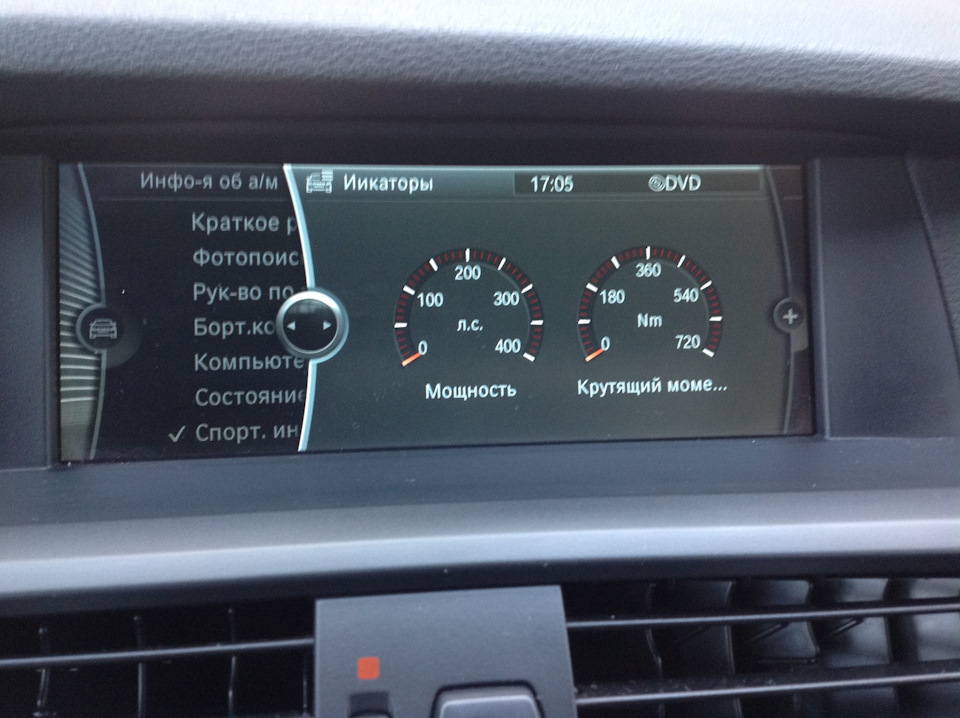 Инфо-я об а/м
Иикаторы
17:05
DVD
Краткое р
Фотопоис
Рук-во по
Борт.ко
Компьюте
Состояние
Спорт. ин
0
100
200
300
400
л.с.
Мощность
0
180
360
540
720
Nm
Крутящий моме...